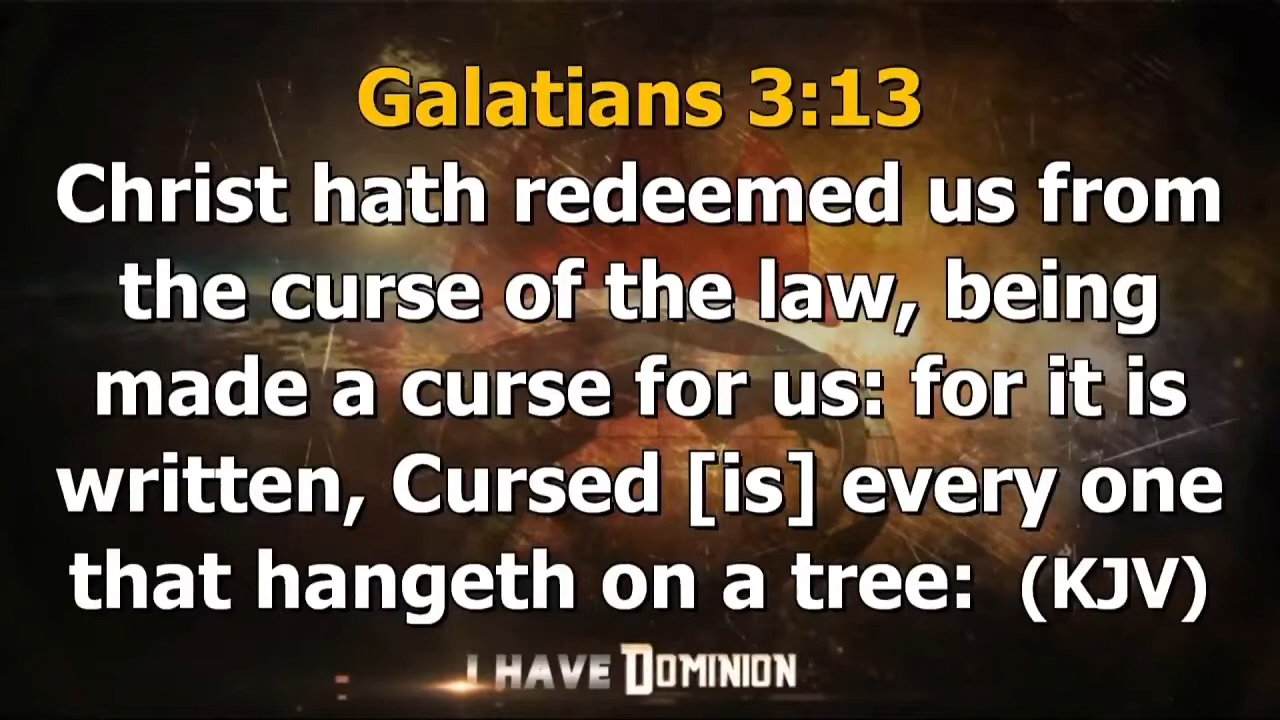 Galatians 3:13
Christ hath redeemed us from
the curse of the law, being
made a curse for us: for it is
written, Cursed [is] every one
that hangeth on a tree: (KJV)
I HAVE DOMINION